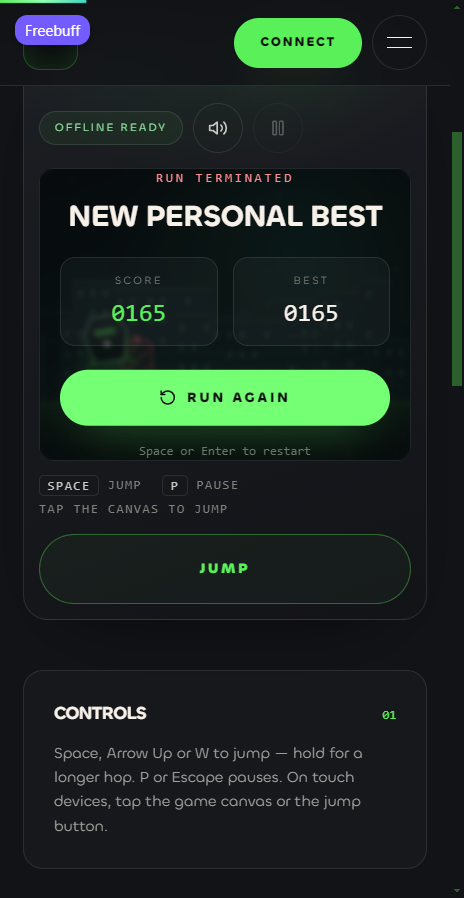 Freebuff
CONNECT
OFFLINE READY
RUN TERMINATED
NEW PERSONAL BEST
SCORE
BEST
0165
0165
RUN AGAIN
Space or Enter to restart
SPACE JUMP P PAUSE
TAP THE CANVAS TO JUMP
JUMP
CONTROLS
01
Space, Arrow Up or W to jump — hold for a
longer hop. P or Escape pauses. On touch
devices, tap the game canvas or the jump
button.